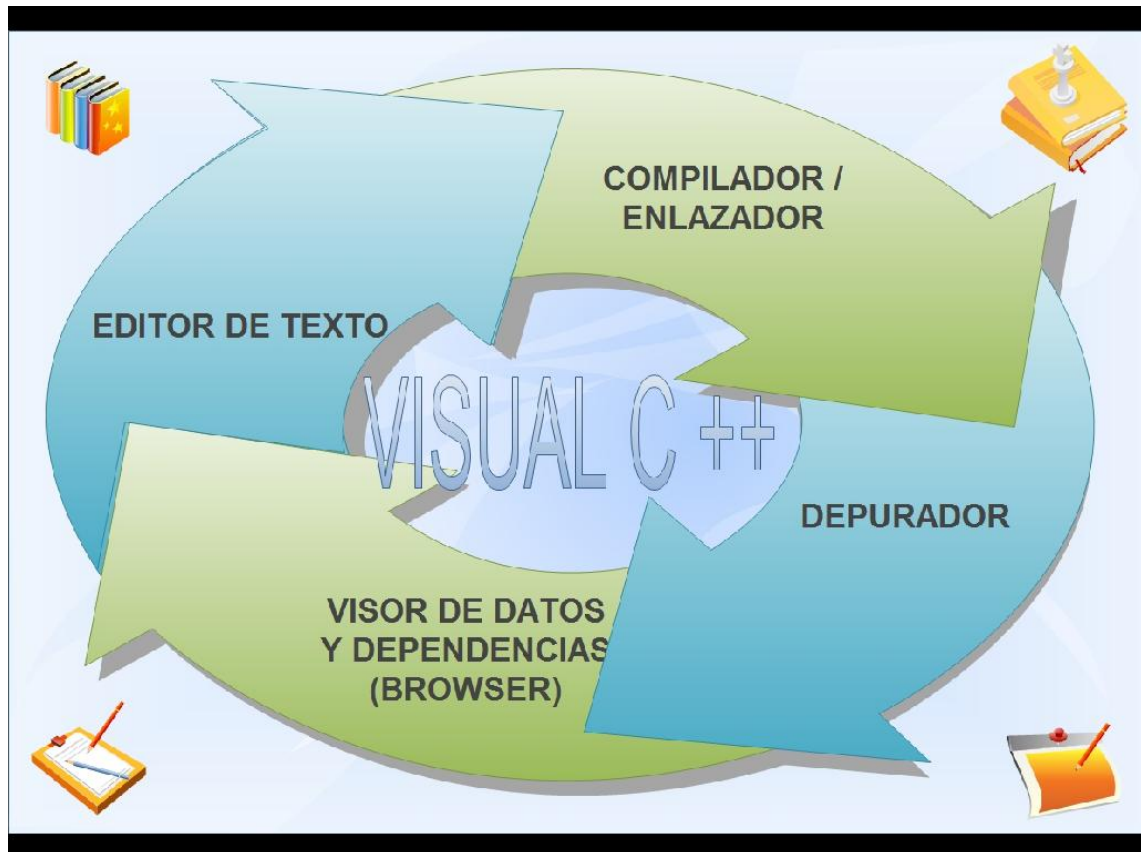 COMPILADOR /
ENLAZADOR
EDITOR DE TEXTO
VISUAL C ++
DEPURADOR
VISOR DE DATOS
Y DEPENDENCIAS
(BROWSER)